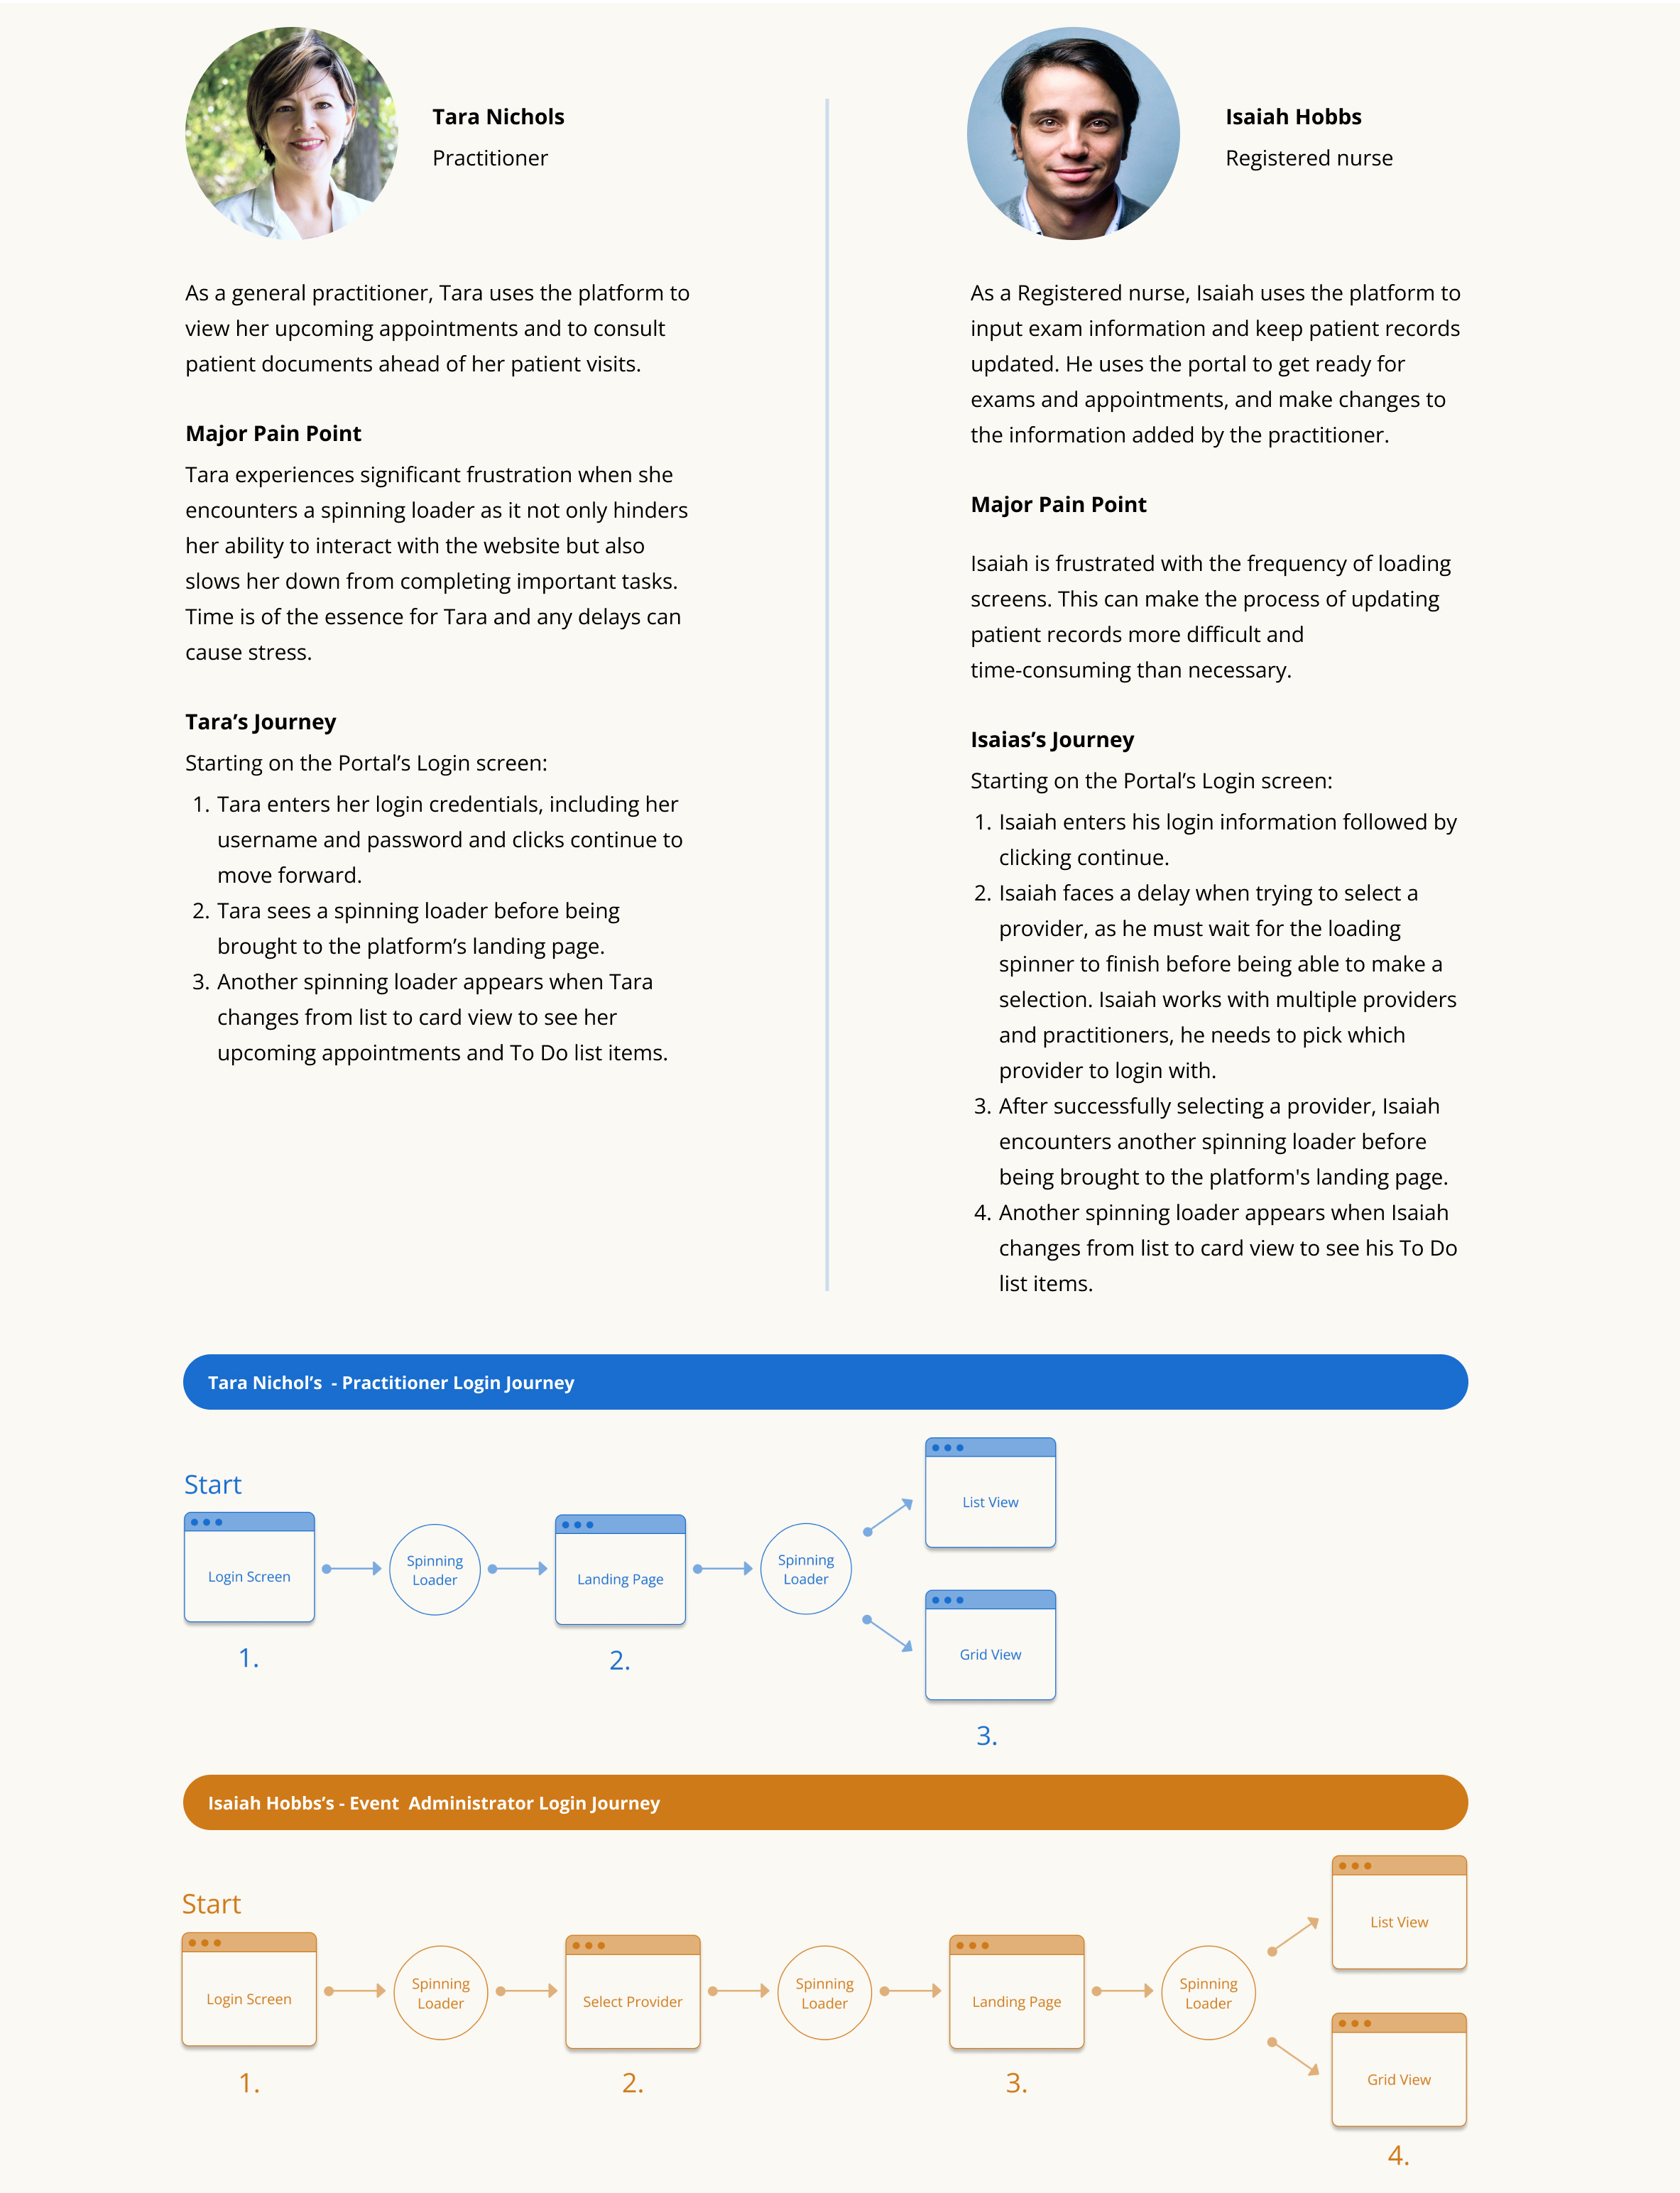 Tara Nichols
Practitioner
As a general practitioner, Tara uses the platform to
view her upcoming appointments and to consult
patient documents ahead of her patient visits.
Major Pain Point
Tara experiences significant frustration when she
encounters a spinning loader as it not only hinders
her ability to interact with the website but also
slows her down from completing important tasks.
Time is of the essence for Tara and any delays can
cause stress.
Tara’s Journey
Starting on the Portal’s Login screen:
1. Tara enters her login credentials, including her
username and password and clicks continue to
move forward.
2. Tara sees a spinning loader before being
brought to the platform’s landing page.
3. Another spinning loader appears when Tara
changes from list to card view to see her
upcoming appointments and To Do list items.
Isaiah Hobbs
Registered nurse
As a Registered nurse, Isaiah uses the platform to
input exam information and keep patient records
updated. He uses the portal to get ready for
exams and appointments, and make changes to
the information added by the practitioner.
Major Pain Point
Isaiah is frustrated with the frequency of loading
screens. This can make the process of updating
patient records more difficult and
time-consuming than necessary.
Isaias’s Journey
Starting on the Portal’s Login screen:
1. Isaiah enters his login information followed by
clicking continue.
2. Isaiah faces a delay when trying to select a
provider, as he must wait for the loading
spinner to finish before being able to make a
selection. Isaiah works with multiple providers
and practitioners, he needs to pick which
provider to login with.
3. After successfully selecting a provider, Isaiah
encounters another spinning loader before
being brought to the platform's landing page.
4. Another spinning loader appears when Isaiah
changes from list to card view to see his To Do
list items.
Tara Nichol’s - Practitioner Login Journey
Start
Login Screen
1.
Spinning
Loader
Landing Page
2.
Spinning
Loader
List View
Grid View
3.
Isaiah Hobbs’s - Event Administrator Login Journey
Start
Login Screen
1.
Spinning
Loader
Select Provider
2.
Spinning
Loader
Landing Page
3.
Spinning
Loader
List View
Grid View
4.